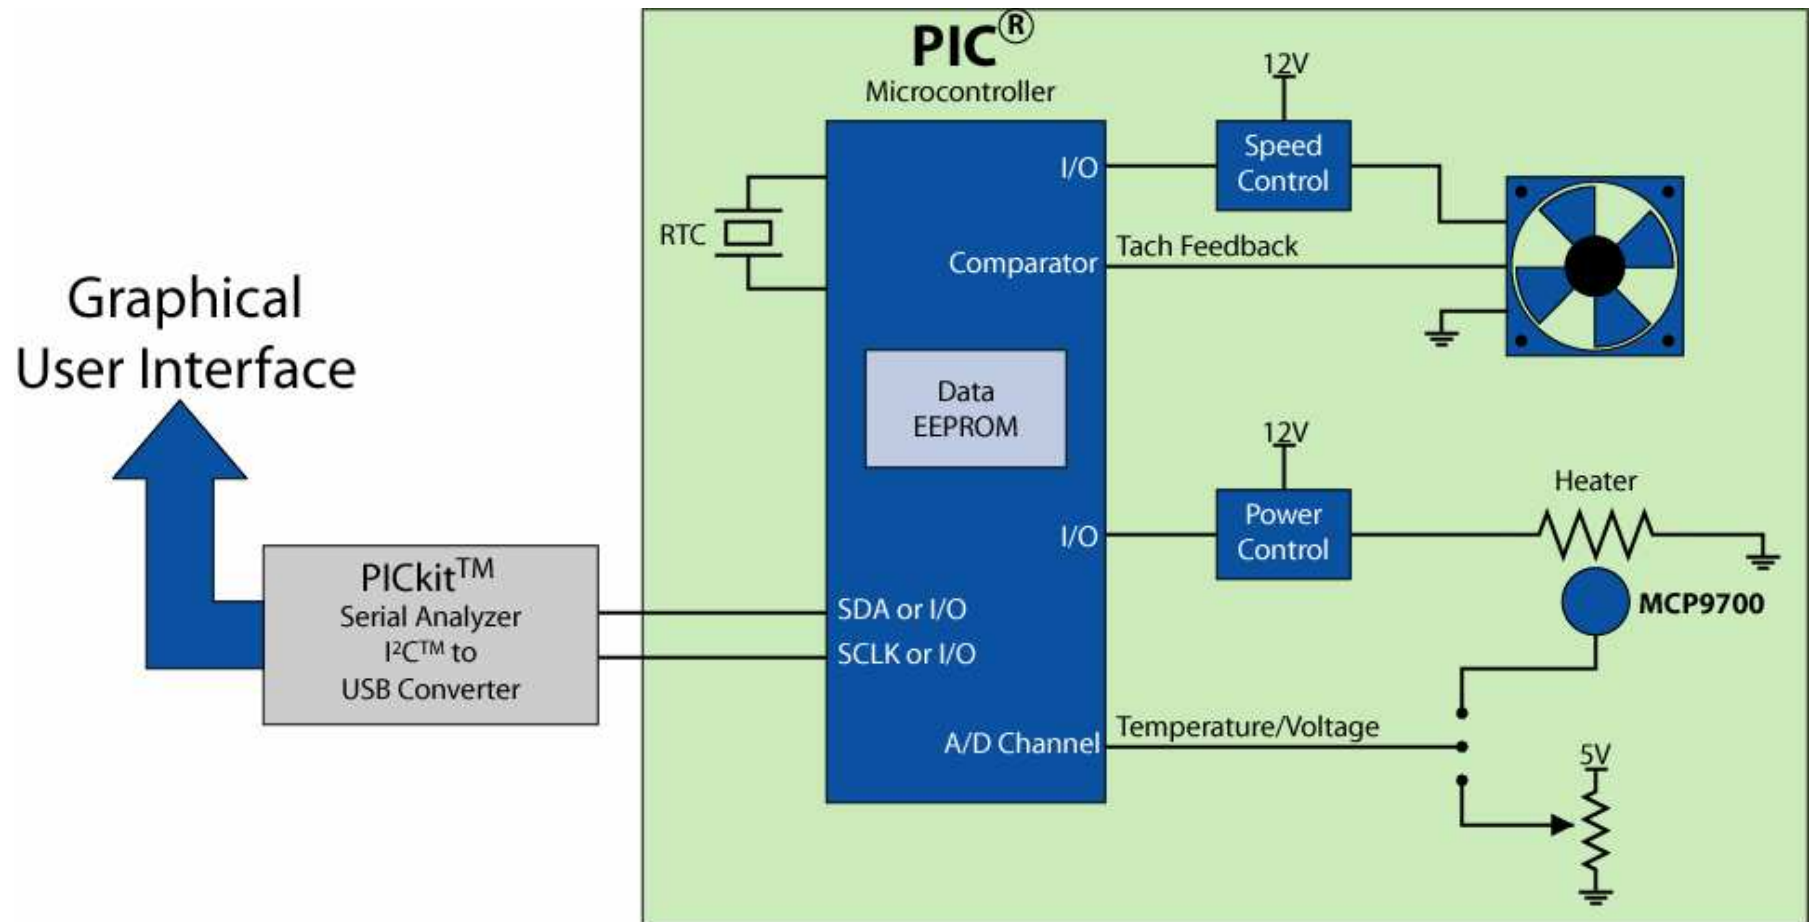 PIC®
Microcontroller
12V
Speed
Control
I/O
RTC
Tach Feedback
Comparator
Graphical
User Interface
Data
EEPROM
12V
Heater
Power
Control
I/O
PICkit™
Serial Analyzer
I²C™ to
USB Converter
SDA or I/O
SCLK or I/O
MCP9700
A/D Channel
Temperature/Voltage
5V